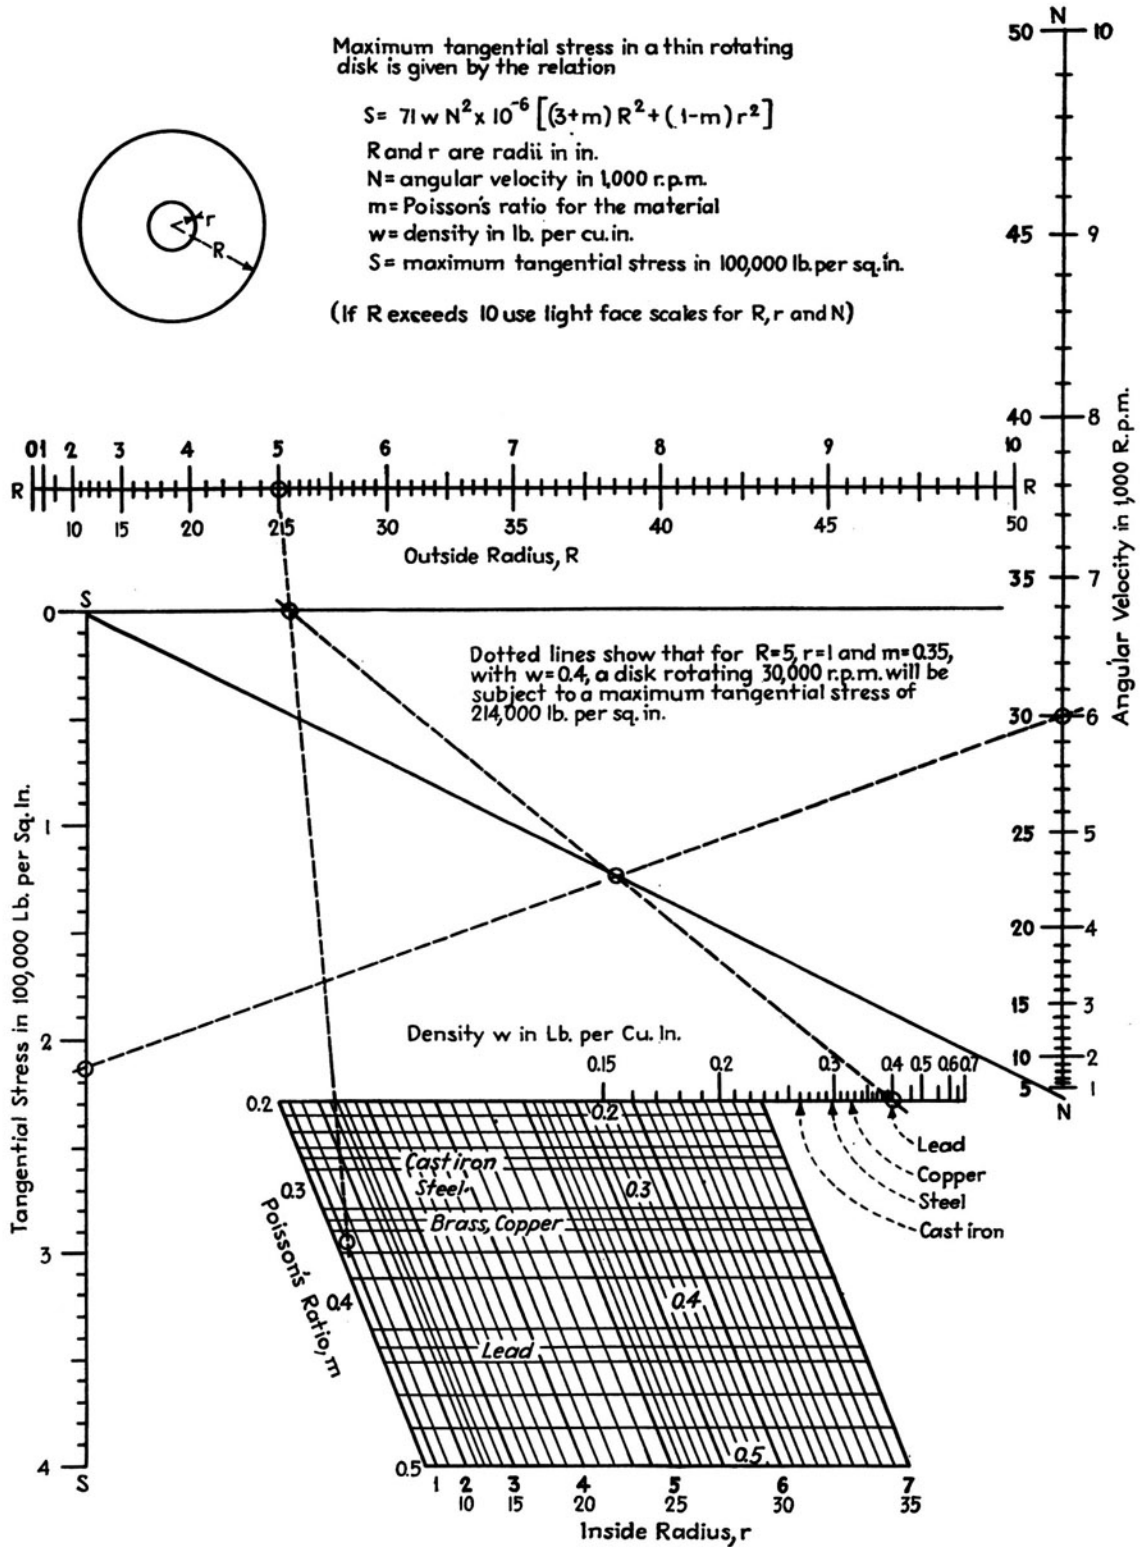 Maximum tangential stress in a thin rotating
disk is given by the relation
S= 71 w N² x 10⁻⁶ [(3+m) R² + (1-m) r²]
R and r are radii in in.
N= angular velocity in 1,000 r.p.m.
m= Poisson's ratio for the material
w= density in lb. per cu. in.
S= maximum tangential stress in 100,000 lb. per sq. in.
(If R exceeds 10 use light face scales for R, r and N)
r
R
N
50 10
45 9
40 8
35 7
30 6
25 5
20 4
15 3
10 2
5 1
N
Angular Velocity in 1,000 R.p.m.
0 1 2 3 4 5 6 7 8 9 10
R R
10 15 20 25 30 35 40 45 50
Outside Radius, R
S
0
1
2
3
4
S
Tangential Stress in 100,000 Lb. per Sq. In.
Dotted lines show that for R=5, r=1 and m=0.35,
with w=0.4, a disk rotating 30,000 r.p.m. will be
subject to a maximum tangential stress of
214,000 lb. per sq. in.
Density w in Lb. per Cu. In.
0.15 0.2 0.3 0.4 0.5 0.6 0.7
Lead
Copper
Steel
Cast iron
0.2 0.2
Cast iron
Steel
0.3 0.3
Brass, Copper
0.4 0.4
Lead
0.5 0.5
Poisson's Ratio, m
1 2 3 4 5 6 7
10 15 20 25 30 35
Inside Radius, r